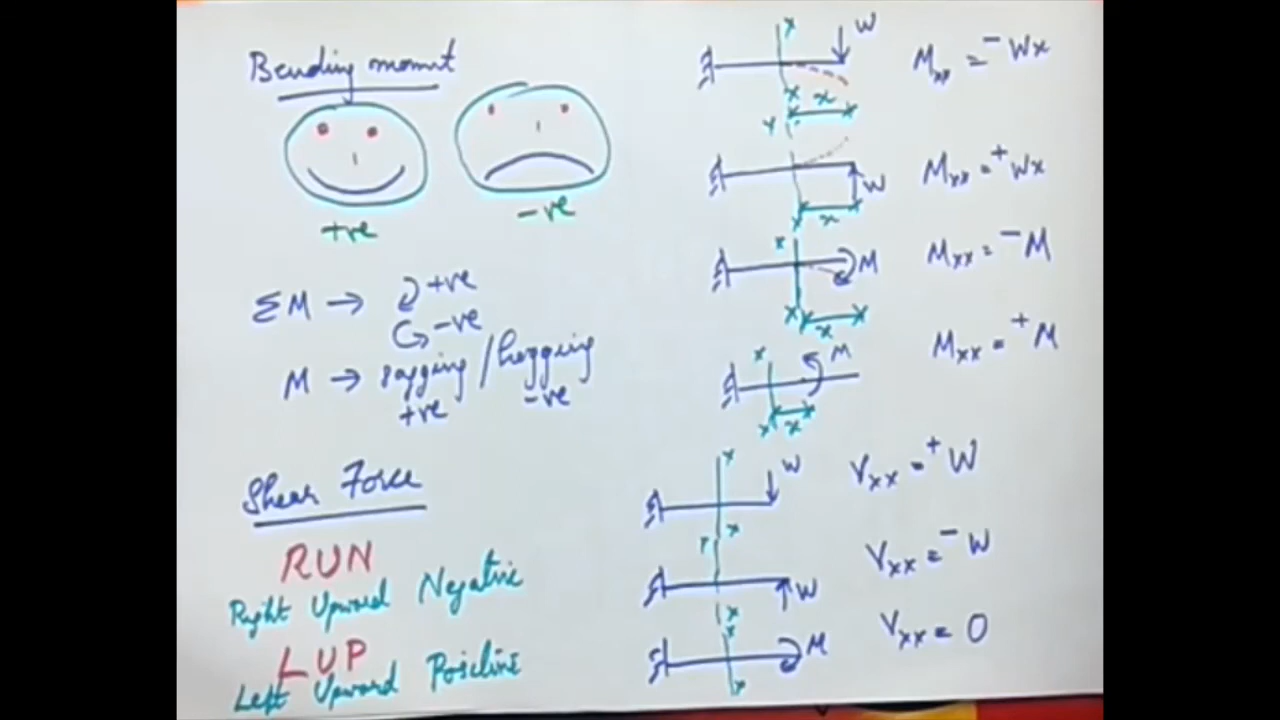 Bending moment
+ve
-ve
ΣM → +ve
-ve
M → sagging / hogging
+ve -ve
Shear Force
RUN
Right Upward Negative
LUP
Left Upward Positive
x W
x x
Mxx = -Wx
x
W
x x
Mxx = +Wx
x M
x x
Mxx = -M
x M
x x
Mxx = +M
x W
x
Vxx = +W
x
W
x
Vxx = -W
x M
x
Vxx = 0